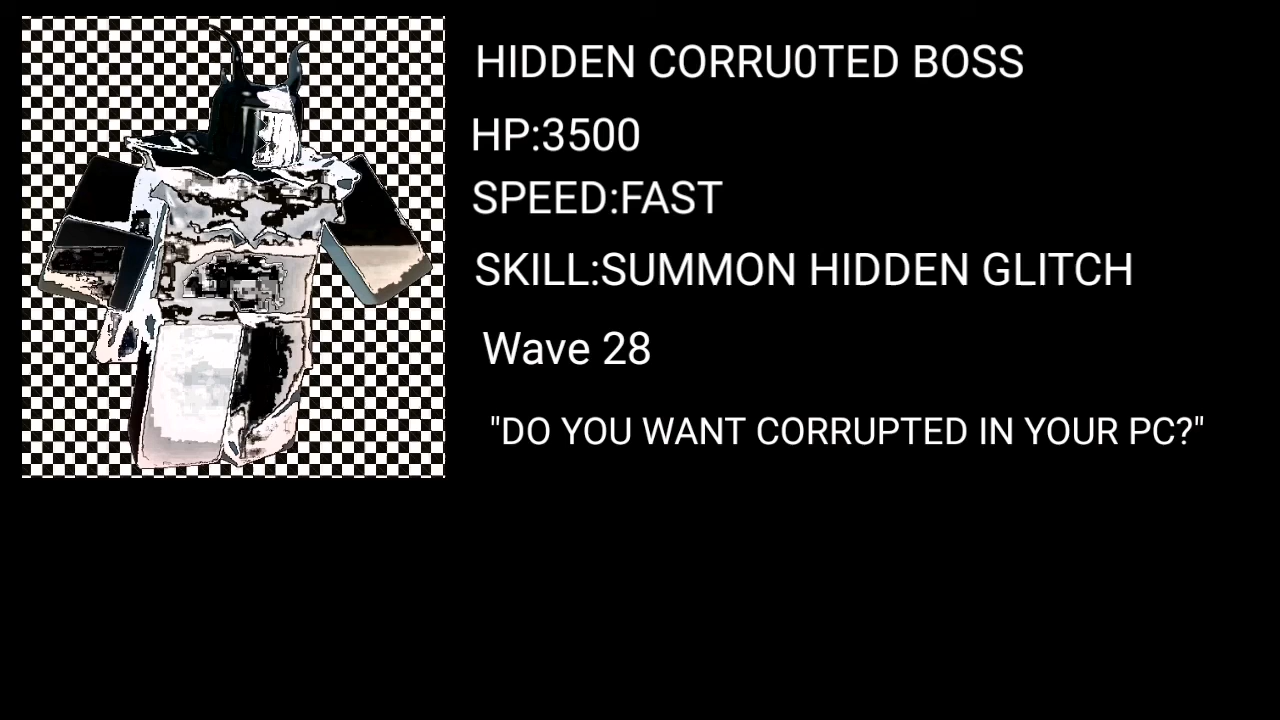 HIDDEN CORRU0TED BOSS
HP:3500
SPEED:FAST
SKILL:SUMMON HIDDEN GLITCH
Wave 28
"DO YOU WANT CORRUPTED IN YOUR PC?"